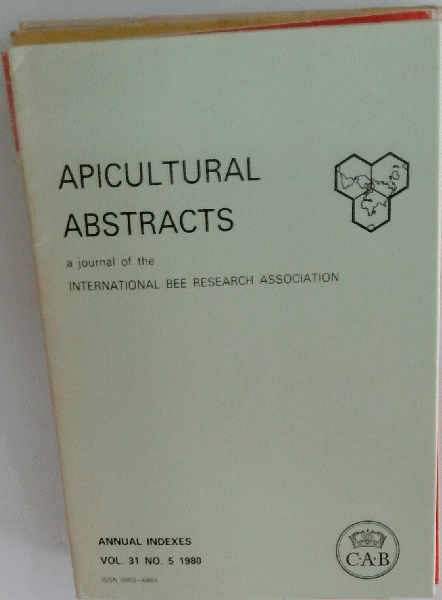 APICULTURAL
ABSTRACTS
a journal of the
INTERNATIONAL BEE RESEARCH ASSOCIATION
ANNUAL INDEXES
VOL. 31 NO. 5 1980
C·A·B